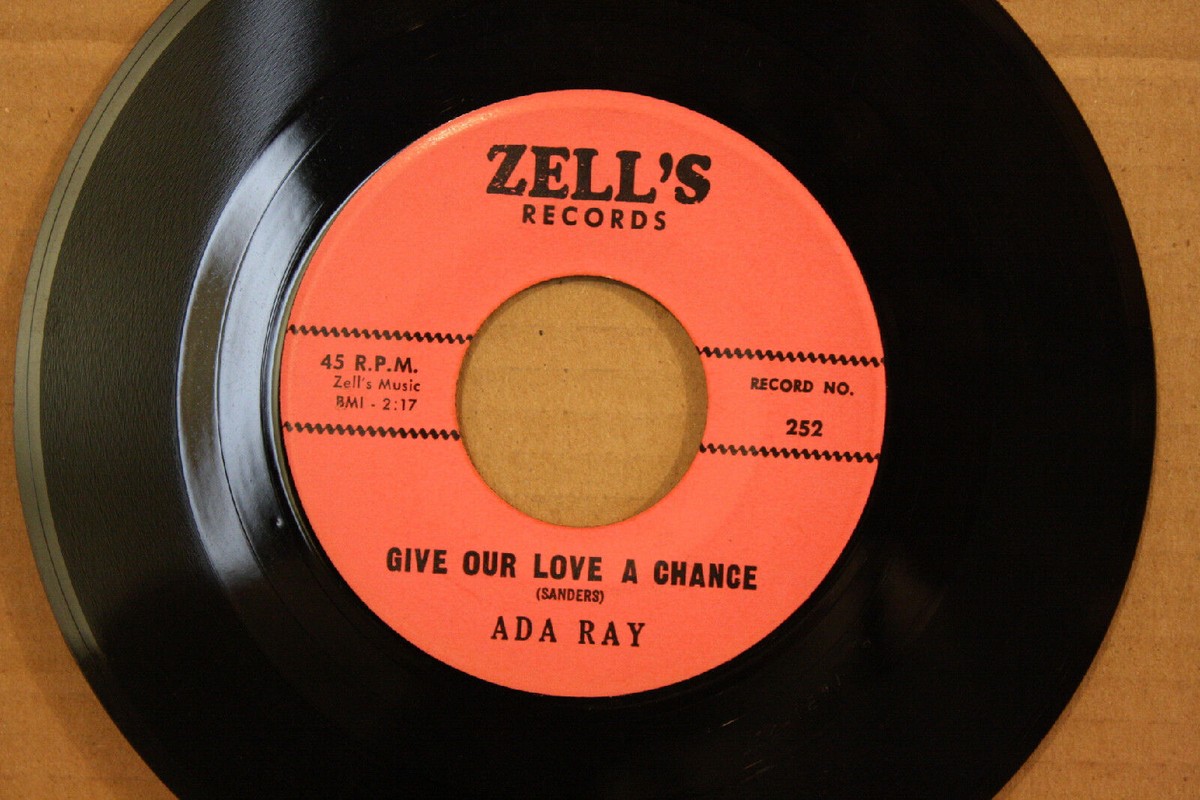 ZELL'S
RECORDS
45 R.P.M.
Zell's Music
BMI - 2:17
RECORD NO.
252
GIVE OUR LOVE A CHANCE
(SANDERS)
ADA RAY